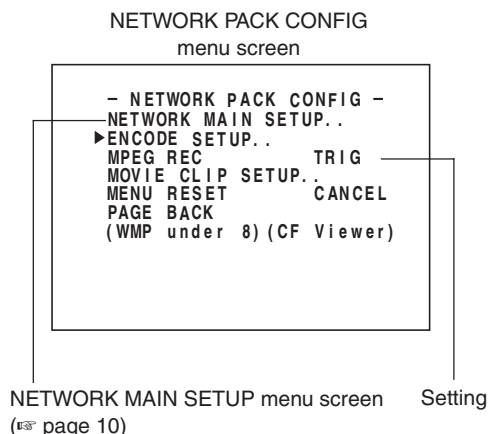 NETWORK PACK CONFIG
menu screen
– NETWORK PACK CONFIG –
NETWORK MAIN SETUP..
▶ENCODE SETUP..
MPEG REC TRIG
MOVIE CLIP SETUP..
MENU RESET CANCEL
PAGE BACK
(WMP under 8)(CF Viewer)
NETWORK MAIN SETUP menu screen Setting
(☞ page 10)